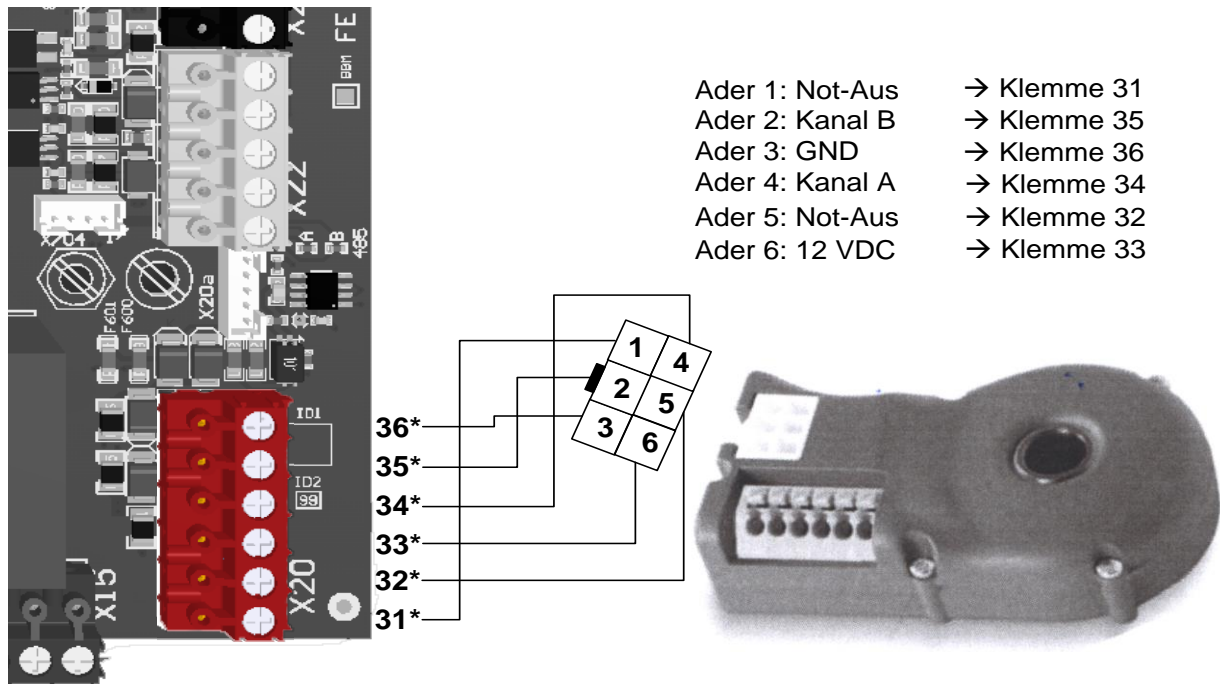 FE
X22
Ader 1: Not-Aus → Klemme 31
Ader 2: Kanal B → Klemme 35
Ader 3: GND → Klemme 36
Ader 4: Kanal A → Klemme 34
Ader 5: Not-Aus → Klemme 32
Ader 6: 12 VDC → Klemme 33
A B
485
X704
X20a
F601
F600
1 4
2 5
3 6
ID1
ID2
99
36*
35*
34*
33*
32*
31*
X20
X15